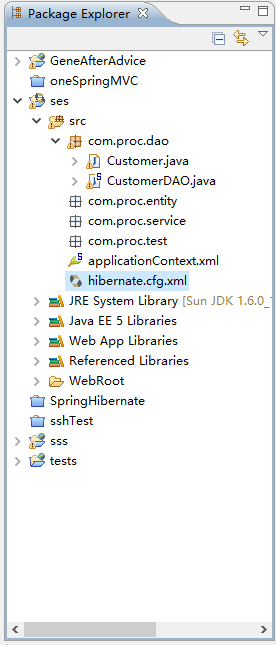 Package Explorer
GeneAfterAdvice
oneSpringMVC
ses
src
com.proc.dao
Customer.java
CustomerDAO.java
com.proc.entity
com.proc.service
com.proc.test
applicationContext.xml
hibernate.cfg.xml
JRE System Library [Sun JDK 1.6.0_
Java EE 5 Libraries
Web App Libraries
Referenced Libraries
WebRoot
SpringHibernate
sshTest
sss
tests